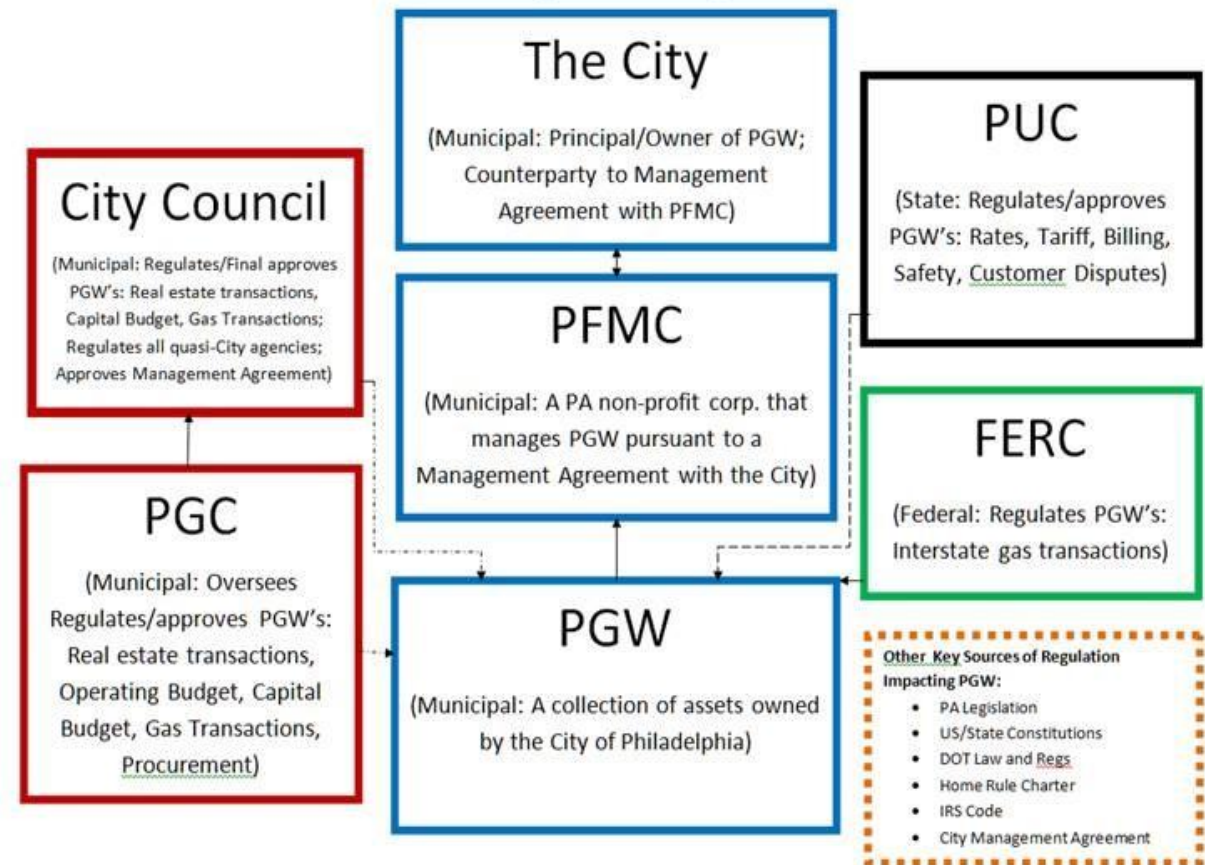 The City
(Municipal: Principal/Owner of PGW;
Counterparty to Management
Agreement with PFMC)
City Council
(Municipal: Regulates/Final approves
PGW's: Real estate transactions,
Capital Budget, Gas Transactions;
Regulates all quasi-City agencies;
Approves Management Agreement)
PUC
(State: Regulates/approves
PGW's: Rates, Tariff, Billing,
Safety, Customer Disputes)
PFMC
(Municipal: A PA non-profit corp. that
manages PGW pursuant to a
Management Agreement with the City)
FERC
(Federal: Regulates PGW's:
Interstate gas transactions)
PGC
(Municipal: Oversees
Regulates/approves PGW's:
Real estate transactions,
Operating Budget, Capital
Budget, Gas Transactions,
Procurement)
PGW
(Municipal: A collection of assets owned
by the City of Philadelphia)
Other Key Sources of Regulation
Impacting PGW:
• PA Legislation
• US/State Constitutions
• DOT Law and Regs
• Home Rule Charter
• IRS Code
• City Management Agreement